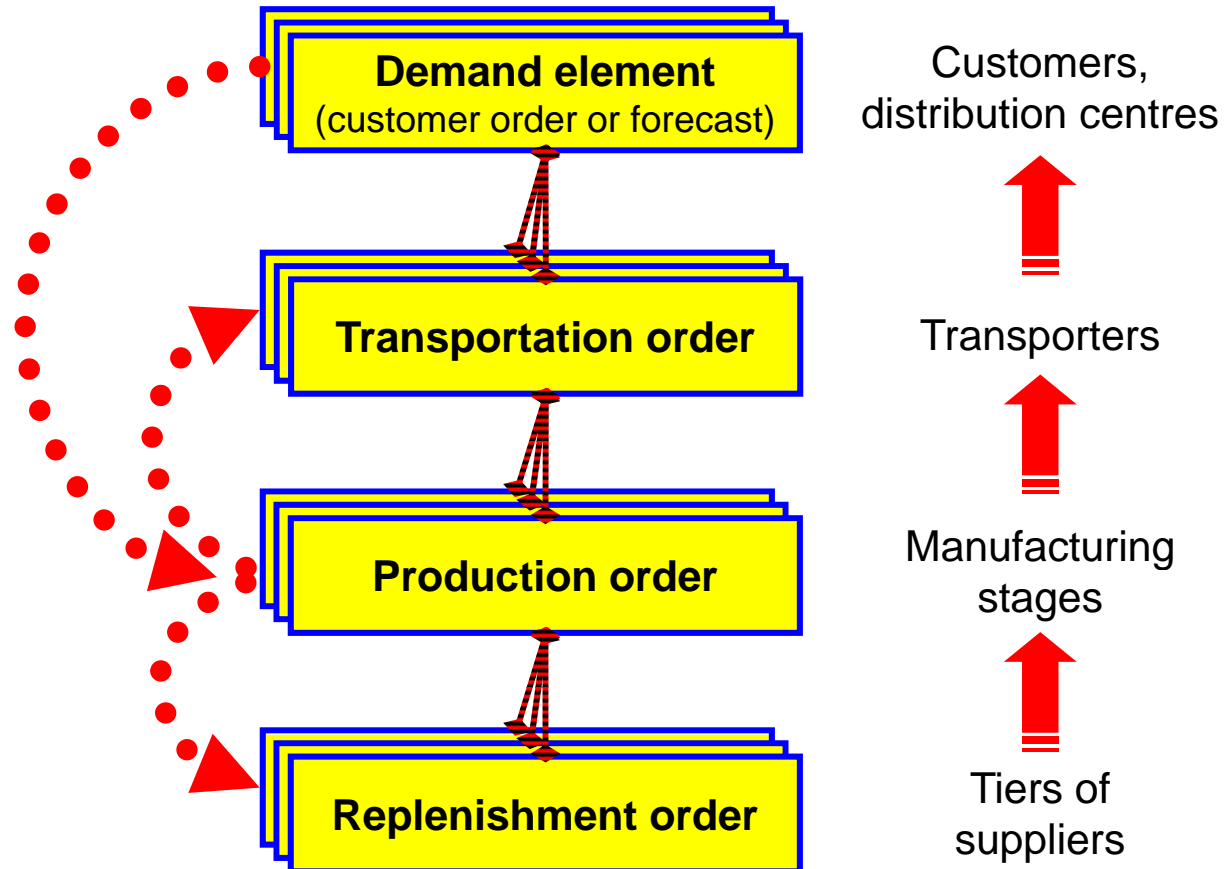 Demand element
(customer order or forecast)
Customers,
distribution centres
Transportation order
Transporters
Production order
Manufacturing
stages
Replenishment order
Tiers of
suppliers